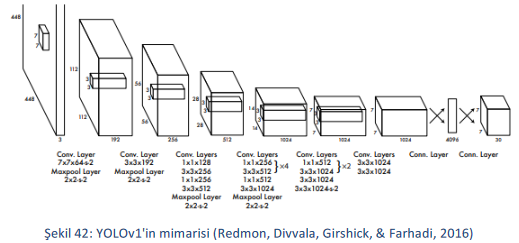 448
7
7
448
3
112
3
3
112
192
56
3
3
56
256
28
3
3
28
512
14
3
3
14
1024
7
3
3
7
1024
7
7
1024
4096
7
7
30
Conv. Layer
7x7x64-s-2
Maxpool Layer
2x2-s-2
Conv. Layer
3x3x192
Maxpool Layer
2x2-s-2
Conv. Layers
1x1x128
3x3x256
1x1x256
3x3x512
Maxpool Layer
2x2-s-2
Conv. Layers
1x1x256
3x3x512
}×4
1x1x512
3x3x1024
Maxpool Layer
2x2-s-2
Conv. Layers
1x1x512
3x3x1024
}×2
3x3x1024
3x3x1024-s-2
Conv. Layers
3x3x1024
3x3x1024
Conn. Layer
Conn. Layer
Şekil 42: YOLOv1'in mimarisi (Redmon, Divvala, Girshick, & Farhadi, 2016)